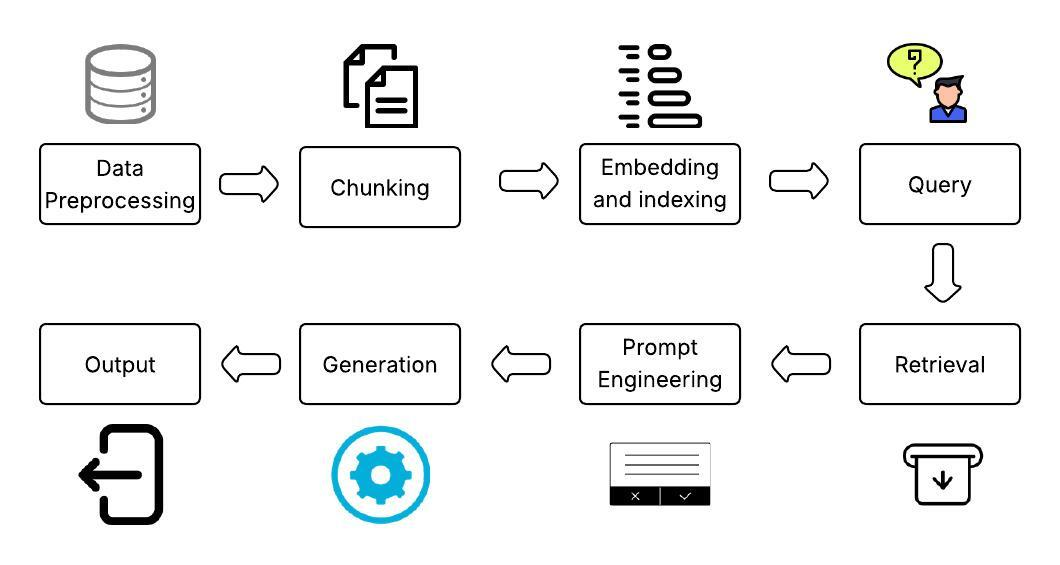 Data
Preprocessing
Chunking
Embedding
and indexing
Query
Output
Generation
Prompt
Engineering
Retrieval